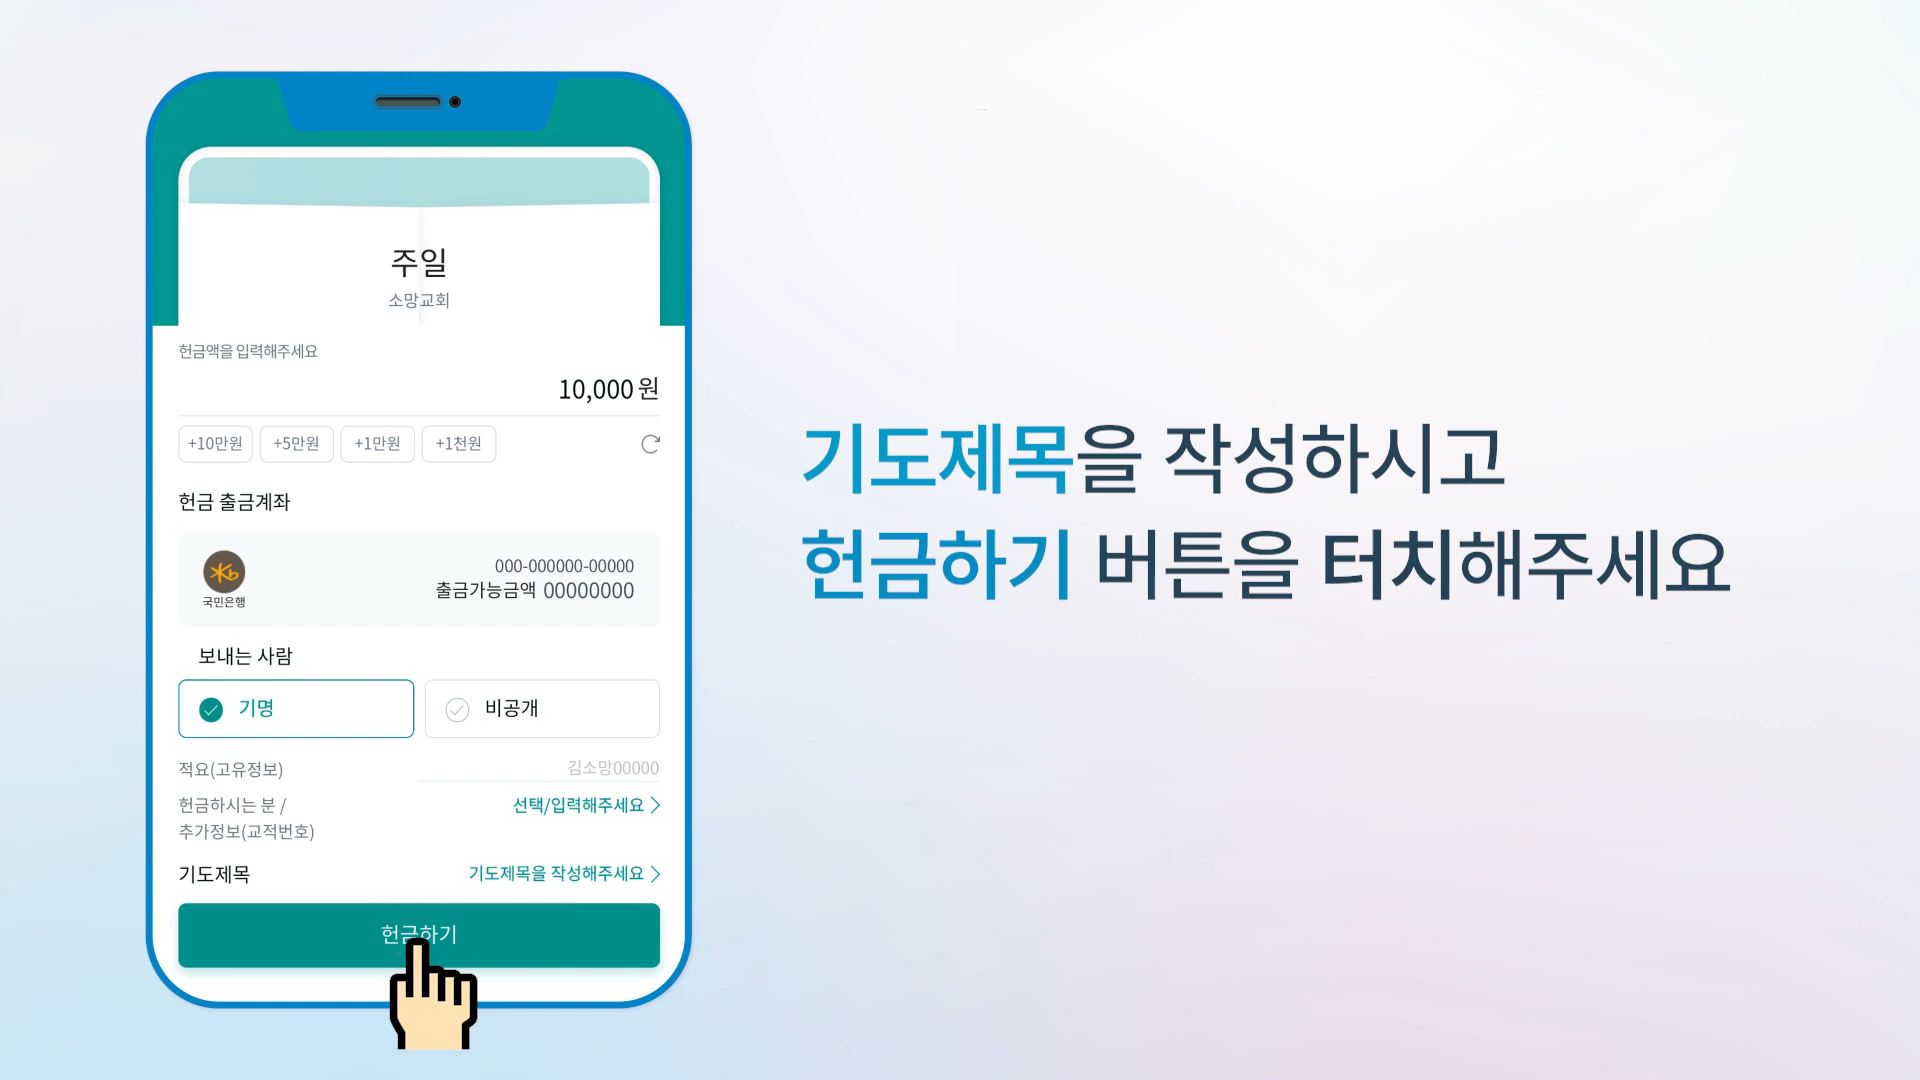 주일
소망교회
헌금액을 입력해주세요
10,000원
+10만원 +5만원 +1만원 +1천원
헌금 출금계좌
000-000000-00000
국민은행
출금가능금액 00000000
보내는 사람
기명 비공개
적요(고유정보) 김소망00000
헌금하시는 분 / 선택/입력해주세요
추가정보(교적번호)
기도제목 기도제목을 작성해주세요
헌금하기
기도제목을 작성하시고
헌금하기 버튼을 터치해주세요